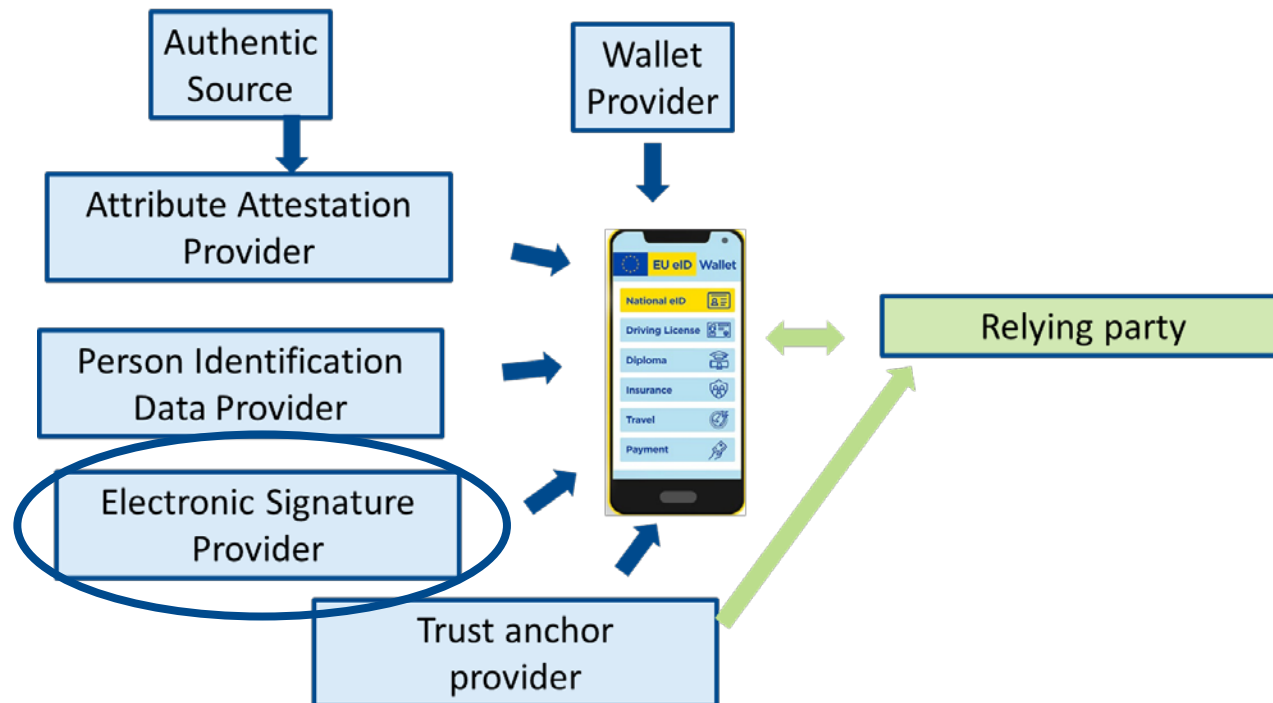 Authentic
Source
Wallet
Provider
Attribute Attestation
Provider
EU eID Wallet
National eID
Driving License
Diploma
Insurance
Travel
Payment
Relying party
Person Identification
Data Provider
Electronic Signature
Provider
Trust anchor
provider